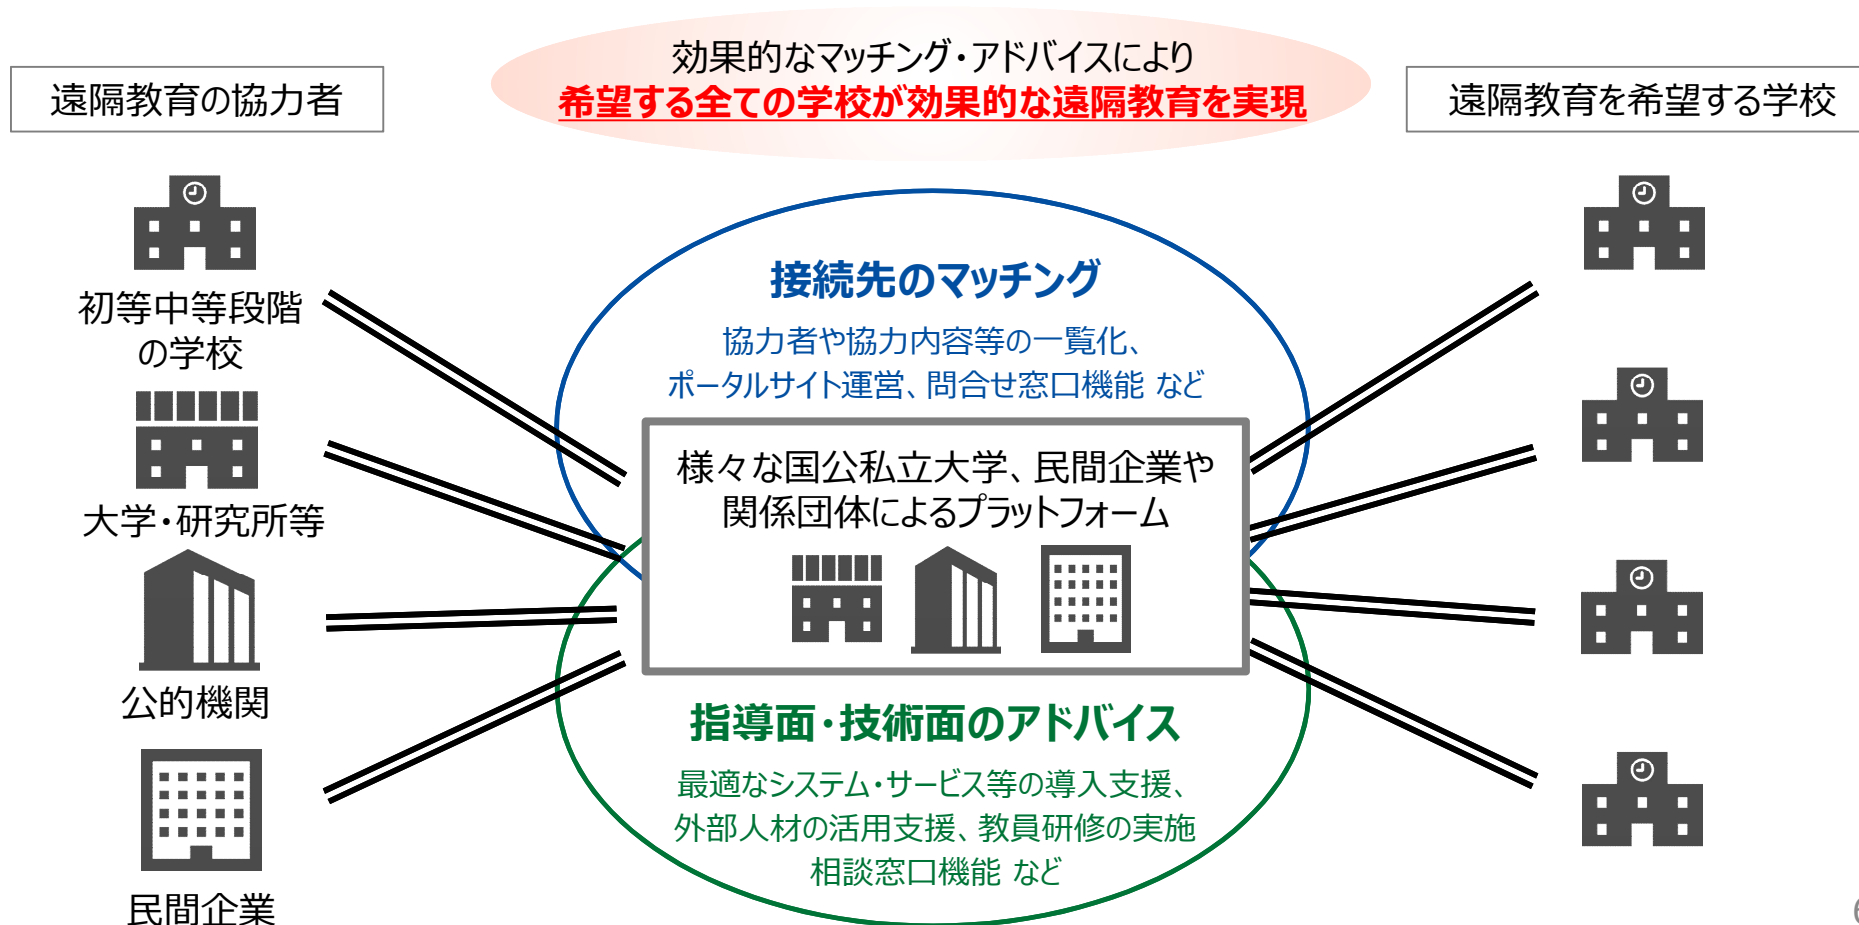 効果的なマッチング・アドバイスにより
希望する全ての学校が効果的な遠隔教育を実現
遠隔教育の協力者
遠隔教育を希望する学校
初等中等段階
の学校
大学・研究所等
公的機関
民間企業
接続先のマッチング
協力者や協力内容等の一覧化、
ポータルサイト運営、問合せ窓口機能 など
様々な国公私立大学、民間企業や
関係団体によるプラットフォーム
指導面・技術面のアドバイス
最適なシステム・サービス等の導入支援、
外部人材の活用支援、教員研修の実施
相談窓口機能 など